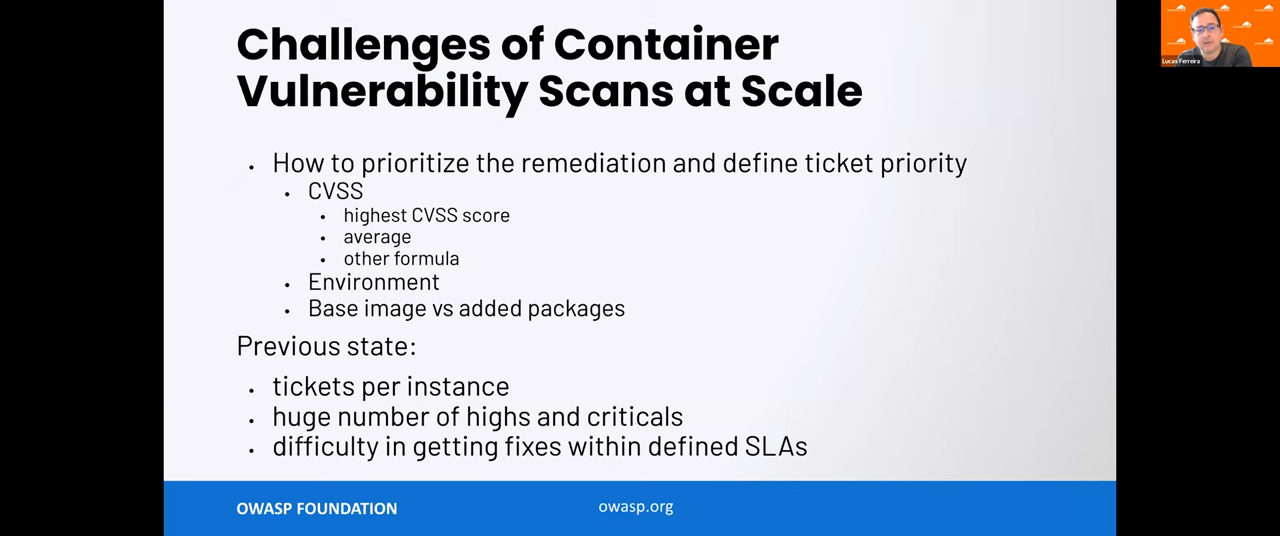 Challenges of Container
Vulnerability Scans at Scale
• How to prioritize the remediation and define ticket priority
• CVSS
• highest CVSS score
• average
• other formula
• Environment
• Base image vs added packages
Previous state:
• tickets per instance
• huge number of highs and criticals
• difficulty in getting fixes within defined SLAs
OWASP FOUNDATION
owasp.org
Lucas Ferreira